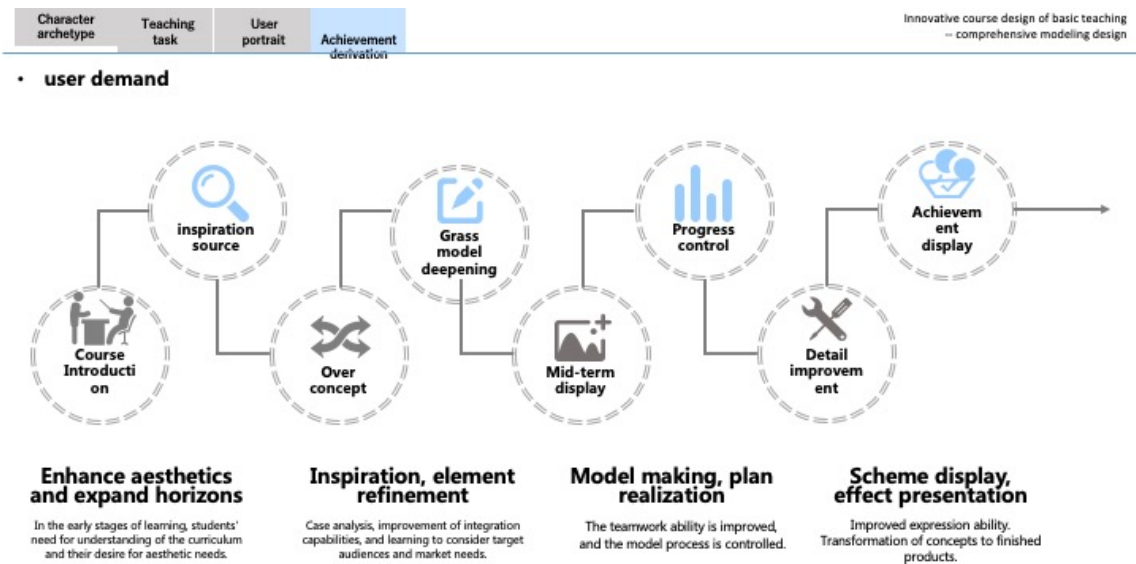 Character
archetype
Teaching
task
User
portrait
Achievement
derivation
Innovative course design of basic teaching
-- comprehensive modeling design
• user demand
Course
Introducti
on
inspiration
source
Over
concept
Grass
model
deepening
Mid-term
display
Progress
control
Detail
improvem
ent
Achievem
ent
display
Enhance aesthetics
and expand horizons
In the early stages of learning, students'
need for understanding of the curriculum
and their desire for aesthetic needs.
Inspiration, element
refinement
Case analysis, improvement of integration
capabilities, and learning to consider target
audiences and market needs.
Model making, plan
realization
The teamwork ability is improved,
and the model process is controlled.
Scheme display,
effect presentation
Improved expression ability.
Transformation of concepts to finished
products.